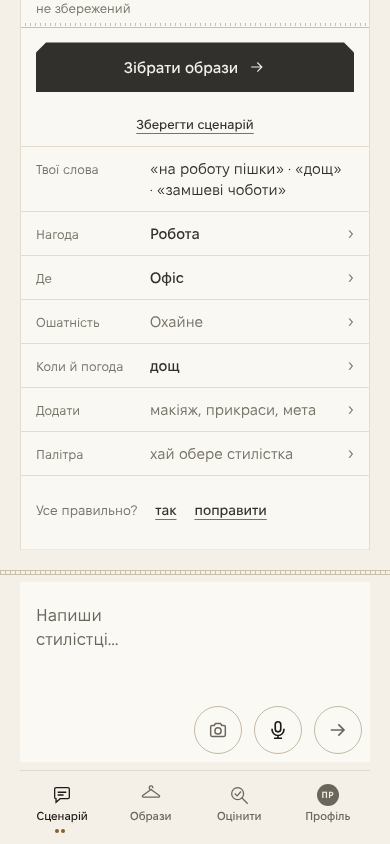 не збережений
Зібрати образи →
Зберегти сценарій
Твої слова «на роботу пішки» · «дощ»
· «замшеві чоботи»
Нагода Робота
Де Офіс
Ошатність Охайне
Коли й погода дощ
Додати макіяж, прикраси, мета
Палітра хай обере стилістка
Усе правильно? так поправити
Напиши
стилістці...
ПР
Сценарій Образи Оцінити Профіль